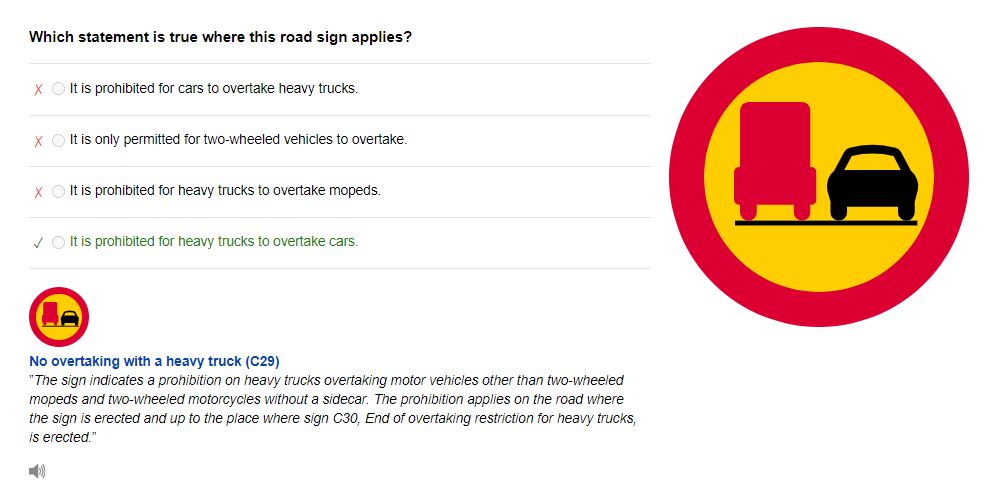 Which statement is true where this road sign applies?
It is prohibited for cars to overtake heavy trucks.
It is only permitted for two-wheeled vehicles to overtake.
It is prohibited for heavy trucks to overtake mopeds.
It is prohibited for heavy trucks to overtake cars.
No overtaking with a heavy truck (C29)
"The sign indicates a prohibition on heavy trucks overtaking motor vehicles other than two-wheeled
mopeds and two-wheeled motorcycles without a sidecar. The prohibition applies on the road where
the sign is erected and up to the place where sign C30, End of overtaking restriction for heavy trucks,
is erected."